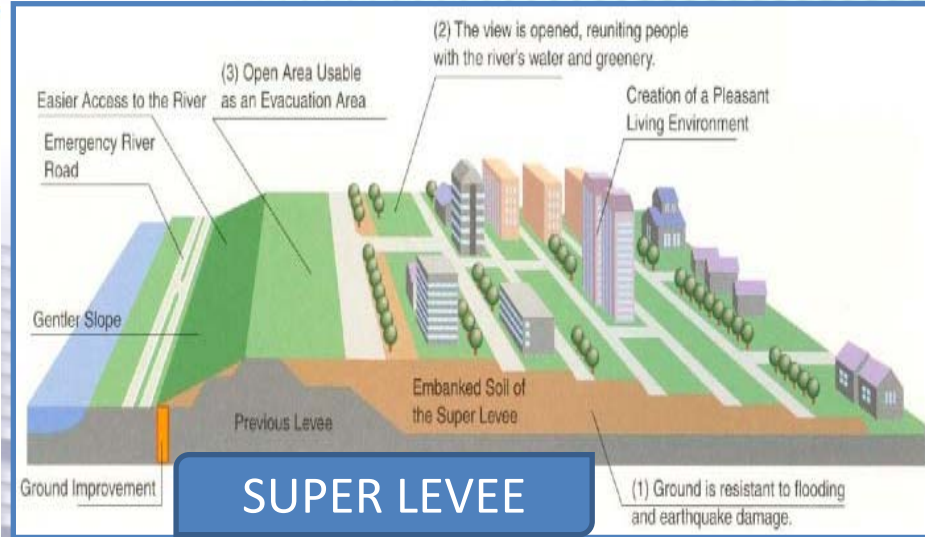 (2) The view is opened, reuniting people
with the river's water and greenery.
(3) Open Area Usable
as an Evacuation Area
Easier Access to the River
Creation of a Pleasant
Living Environment
Emergency River
Road
Gentler Slope
Embanked Soil of
the Super Levee
Previous Levee
Ground Improvement
SUPER LEVEE
(1) Ground is resistant to flooding
and earthquake damage.